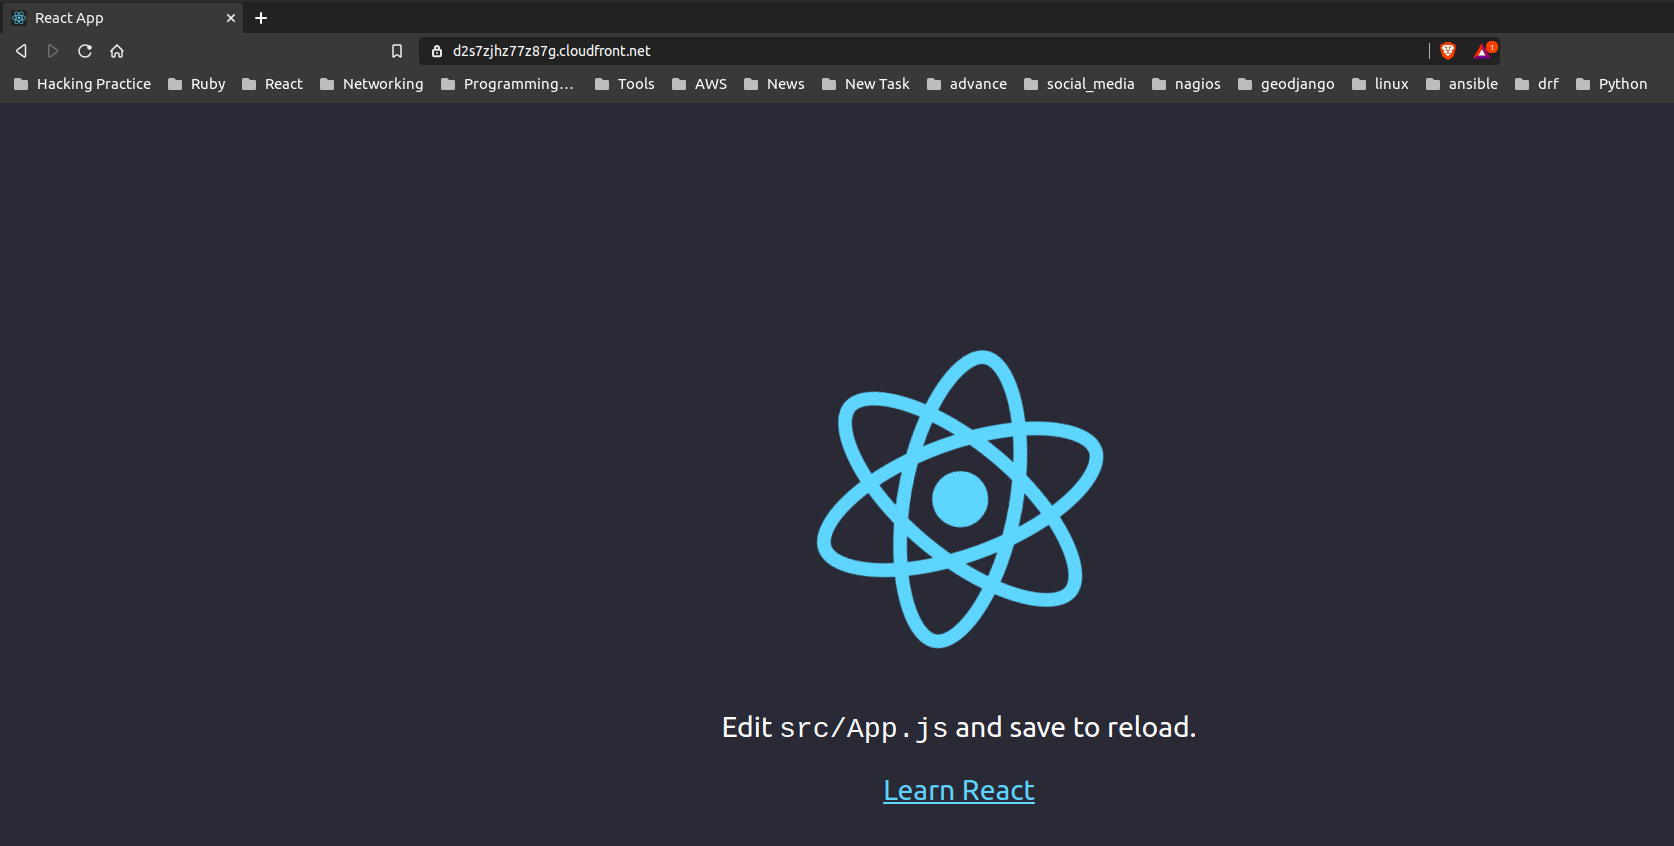 React App
d2s7zjhz77z87g.cloudfront.net
1
Hacking Practice Ruby React Networking Programming... Tools AWS News New Task advance social_media nagios geodjango linux ansible drf Python
Edit src/App.js and save to reload.
Learn React